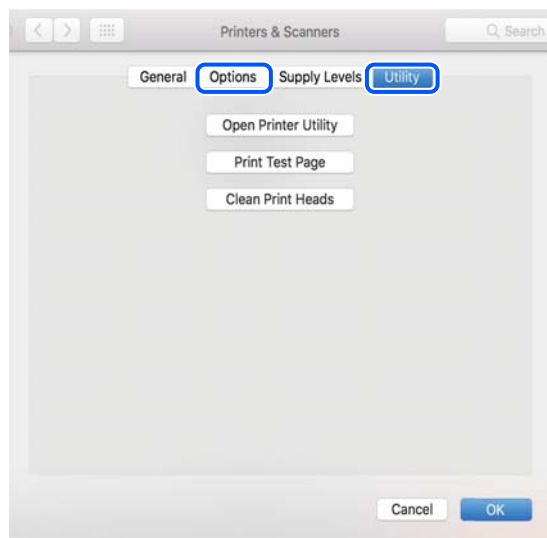 Printers & Scanners Search
General Options Supply Levels Utility
Open Printer Utility
Print Test Page
Clean Print Heads
Cancel OK